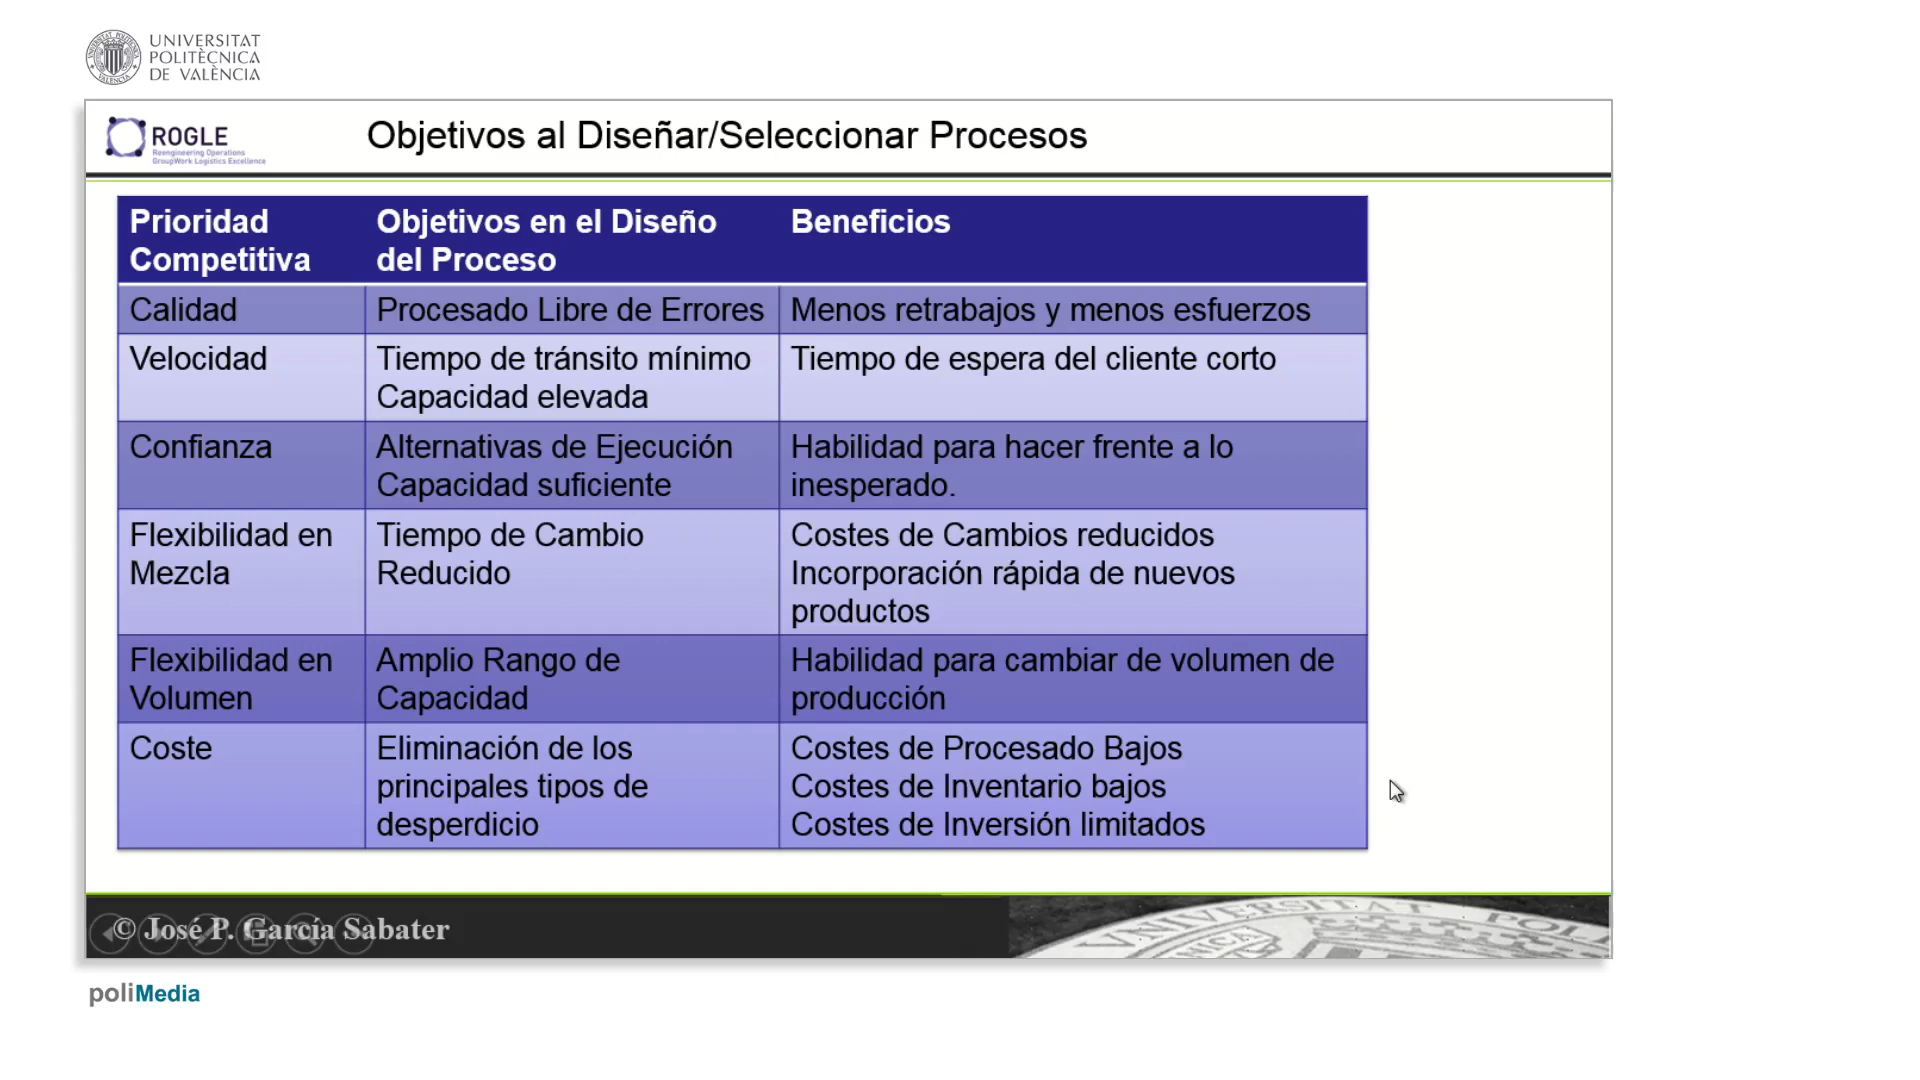 UNIVERSITAT
POLITÈCNICA
DE VALÈNCIA
ROGLE
Reengineering Operations
GroupWork Logistics Excellence
Objetivos al Diseñar/Seleccionar Procesos
Prioridad
Competitiva
Objetivos en el Diseño
del Proceso
Beneficios
Calidad
Procesado Libre de Errores
Menos retrabajos y menos esfuerzos
Velocidad
Tiempo de tránsito mínimo
Capacidad elevada
Tiempo de espera del cliente corto
Confianza
Alternativas de Ejecución
Capacidad suficiente
Habilidad para hacer frente a lo
inesperado.
Flexibilidad en
Mezcla
Tiempo de Cambio
Reducido
Costes de Cambios reducidos
Incorporación rápida de nuevos
productos
Flexibilidad en
Volumen
Amplio Rango de
Capacidad
Habilidad para cambiar de volumen de
producción
Coste
Eliminación de los
principales tipos de
desperdicio
Costes de Procesado Bajos
Costes de Inventario bajos
Costes de Inversión limitados
© José P. García Sabater
poliMedia